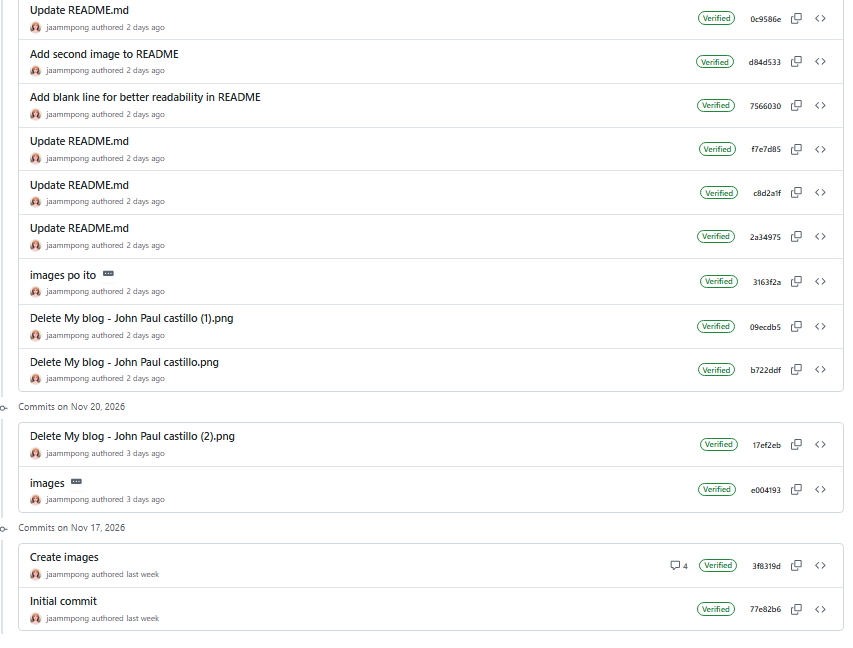 Update README.md
Verified 0c9586e
jaammpong authored 2 days ago
Add second image to README
Verified d84d533
jaammpong authored 2 days ago
Add blank line for better readability in README
Verified 7566030
jaammpong authored 2 days ago
Update README.md
Verified f7e7d85
jaammpong authored 2 days ago
Update README.md
Verified c8d2a1f
jaammpong authored 2 days ago
Update README.md
Verified 2a34975
jaammpong authored 2 days ago
images po ito
Verified 3163f2a
jaammpong authored 2 days ago
Delete My blog - John Paul castillo (1).png
Verified 09ecdb5
jaammpong authored 2 days ago
Delete My blog - John Paul castillo.png
Verified b722ddf
jaammpong authored 2 days ago
Commits on Nov 20, 2026
Delete My blog - John Paul castillo (2).png
Verified 17ef2eb
jaammpong authored 3 days ago
images
Verified e004193
jaammpong authored 3 days ago
Commits on Nov 17, 2026
Create images
4 Verified 3f8319d
jaammpong authored last week
Initial commit
Verified 77e82b6
jaammpong authored last week